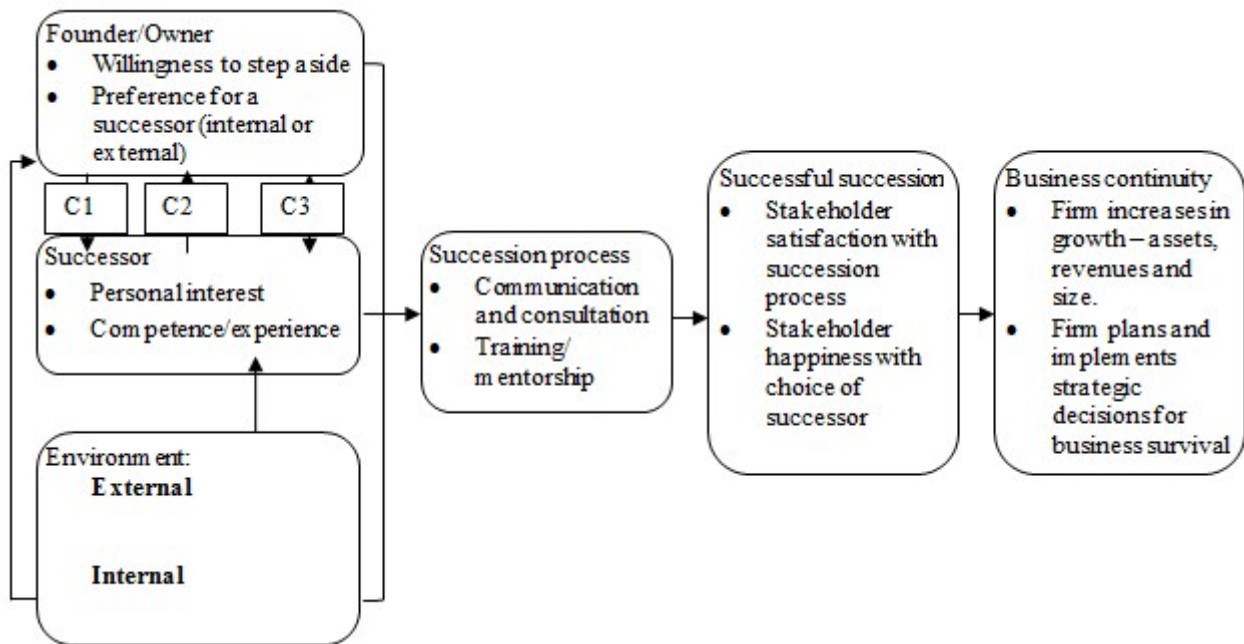 Founder/Owner
● Willingness to step aside
● Preference for a
successor (internal or
external)
C1
C2
C3
Successor
● Personal interest
● Competence/experience
Environment:
External
Internal
Succession process
● Communication
and consultation
● Training/
mentorship
Successful succession
● Stakeholder
satisfaction with
succession
process
● Stakeholder
happiness with
choice of
successor
Business continuity
● Firm increases in
growth – assets,
revenues and
size.
● Firm plans and
implements
strategic
decisions for
business survival